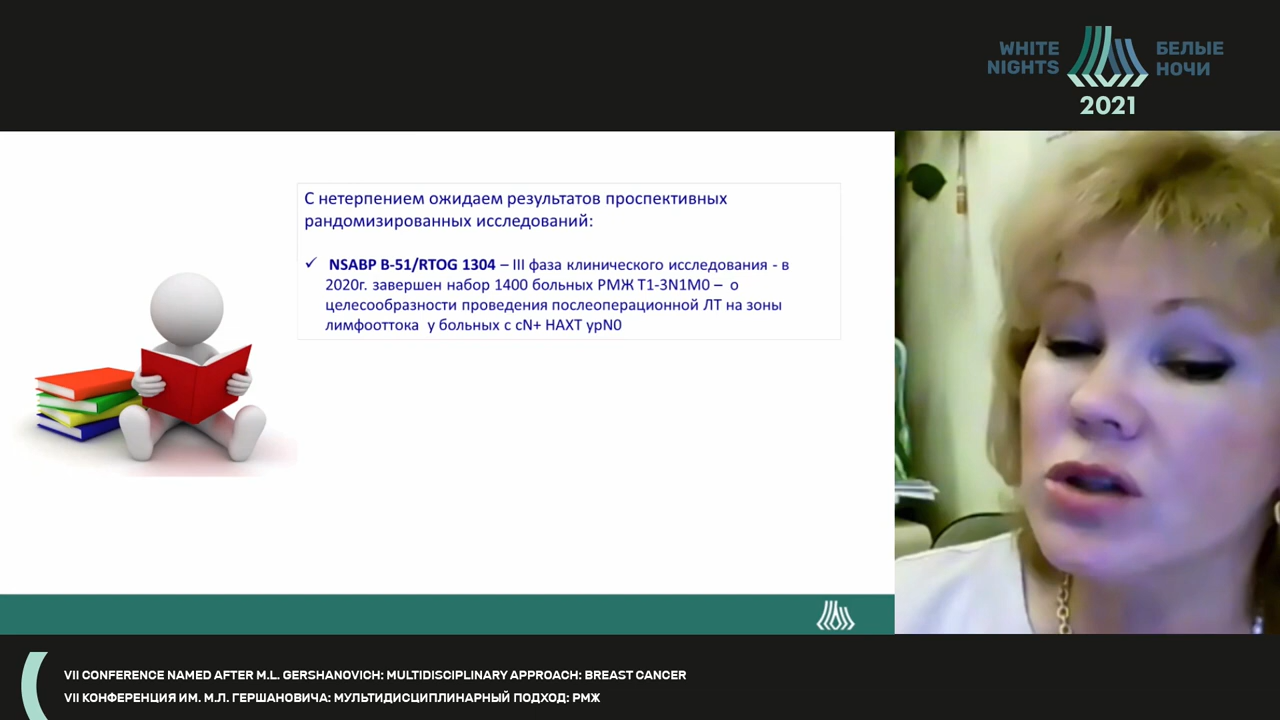 WHITE
NIGHTS
БЕЛЫЕ
НОЧИ
2021
С нетерпением ожидаем результатов проспективных
рандомизированных исследований:
✓ NSABP B-51/RTOG 1304 – III фаза клинического исследования - в
2020г. завершен набор 1400 больных РМЖ T1-3N1M0 – о
целесообразности проведения послеоперационной ЛТ на зоны
лимфооттока у больных с cN+ НАХТ ypN0
VII CONFERENCE NAMED AFTER M.L. GERSHANOVICH: MULTIDISCIPLINARY APPROACH: BREAST CANCER
VII КОНФЕРЕНЦИЯ ИМ. М.Л. ГЕРШАНОВИЧА: МУЛЬТИДИСЦИПЛИНАРНЫЙ ПОДХОД: РМЖ